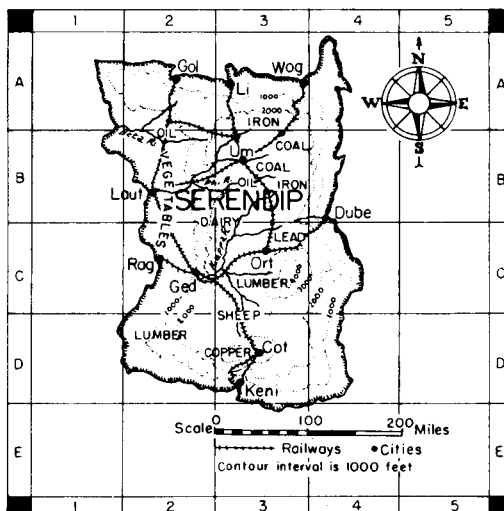 1 2 3 4 5
A A
Gol Wog
Li
N
W E
S
1000
2000
OIL IRON
Beta R.
COAL
B B
Um
COAL
OIL
IRON
Lout
VEGETABLES
SERENDIP
Dube
DAIRY
LEAD
Rag
Ort
C C
Ged
LUMBER
1000
2000
SHEEP
1000
1000
LUMBER
D D
COPPER
Cot
Keni
0 100 200
Scale Miles
Railways Cities
E E
Contour interval is 1000 feet
1 2 3 4 5